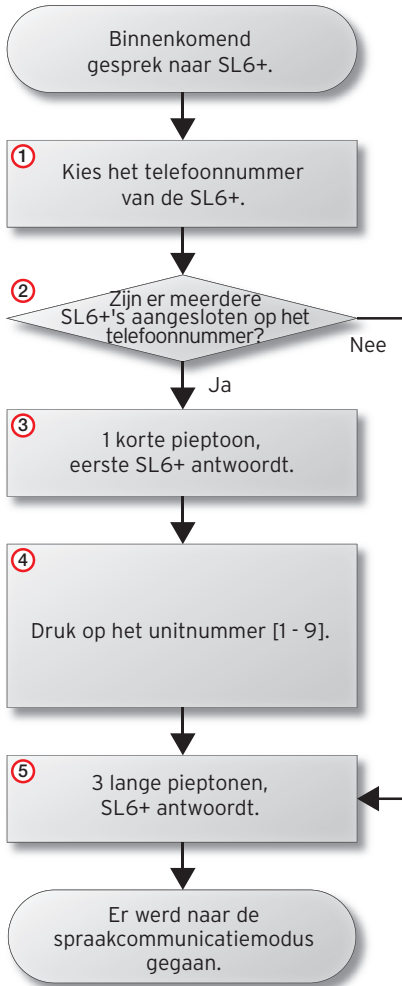 Binnenkomend
gesprek naar SL6+.
1
Kies het telefoonnummer
van de SL6+.
2
Zijn er meerdere
SL6+'s aangesloten op het
telefoonnummer?
Nee
Ja
3
1 korte pieptoon,
eerste SL6+ antwoordt.
4
Druk op het unitnummer [1 - 9].
5
3 lange pieptonen,
SL6+ antwoordt.
Er werd naar de
spraakcommunicatiemodus
gegaan.